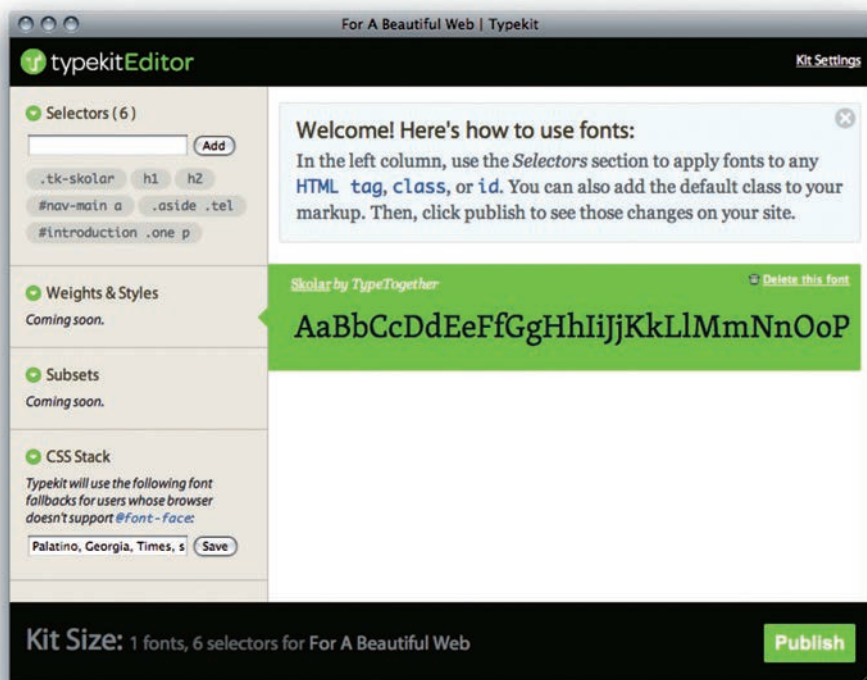 For A Beautiful Web | Typekit
typekitEditor
Kit Settings
Selectors (6)
Add
.tk-skolar h1 h2
#nav-main a .aside .tel
#introduction .one p
Weights & Styles
Coming soon.
Subsets
Coming soon.
CSS Stack
Typekit will use the following font
fallbacks for users whose browser
doesn't support @font-face:
Palatino, Georgia, Times, s
Save
Welcome! Here's how to use fonts:
In the left column, use the Selectors section to apply fonts to any
HTML tag, class, or id. You can also add the default class to your
markup. Then, click publish to see those changes on your site.
Skolar by TypeTogether
Delete this font
AaBbCcDdEeFfGgHhIiJjKkLlMmNnOoP
Kit Size: 1 fonts, 6 selectors for For A Beautiful Web
Publish